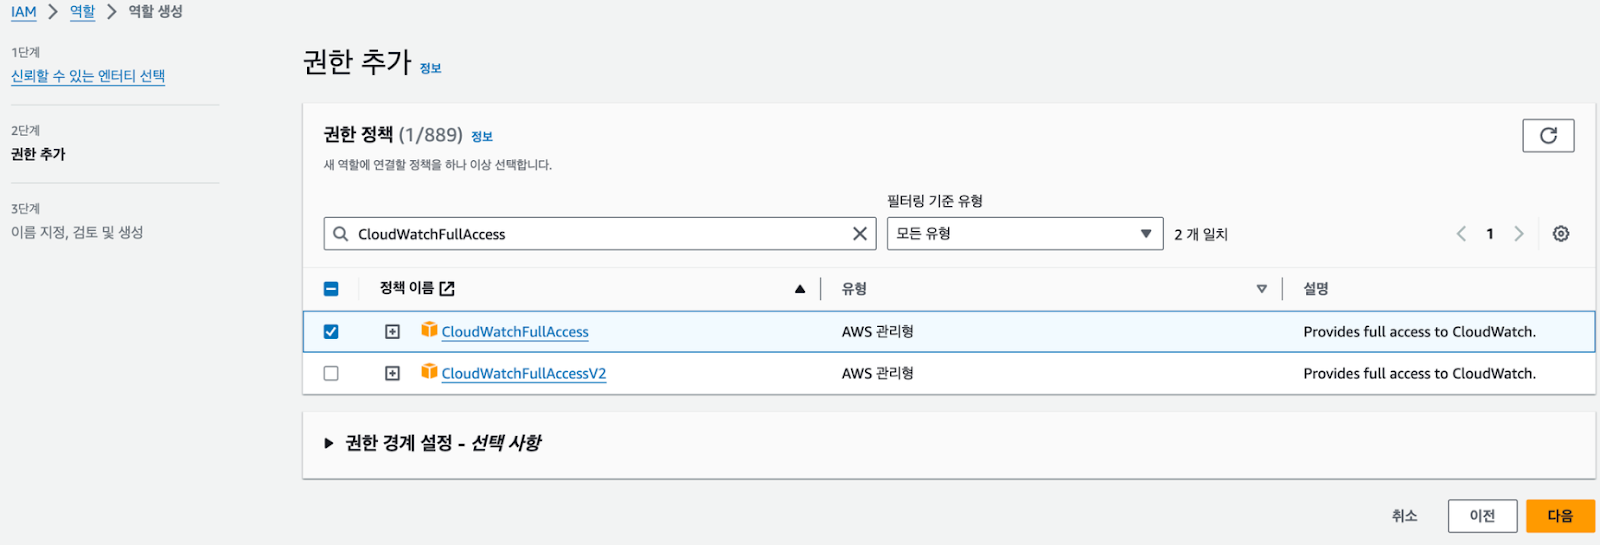 IAM > 역할 > 역할 생성
1단계
신뢰할 수 있는 엔터티 선택
2단계
권한 추가
3단계
이름 지정, 검토 및 생성
권한 추가 정보
권한 정책 (1/889) 정보
새 역할에 연결할 정책을 하나 이상 선택합니다.
필터링 기준 유형
CloudWatchFullAccess 모든 유형 2 개 일치 1
정책 이름 유형 설명
CloudWatchFullAccess AWS 관리형 Provides full access to CloudWatch.
CloudWatchFullAccessV2 AWS 관리형 Provides full access to CloudWatch.
권한 경계 설정 - 선택 사항
취소 이전 다음